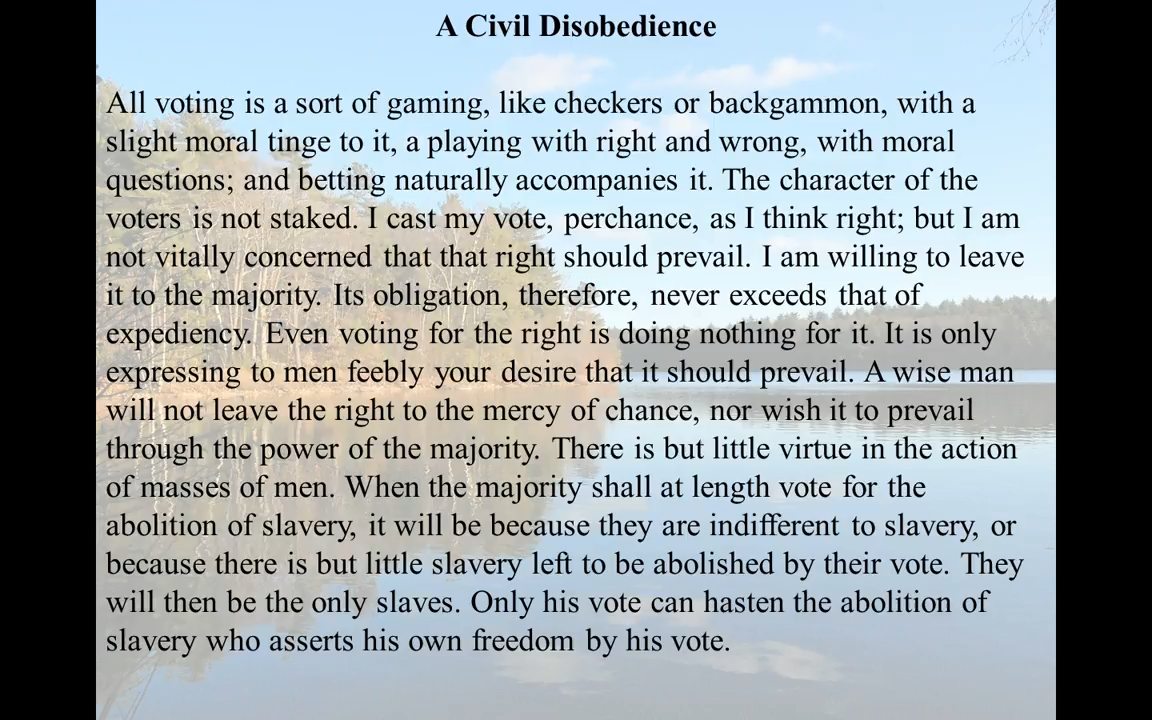 A Civil Disobedience
All voting is a sort of gaming, like checkers or backgammon, with a
slight moral tinge to it, a playing with right and wrong, with moral
questions; and betting naturally accompanies it. The character of the
voters is not staked. I cast my vote, perchance, as I think right; but I am
not vitally concerned that that right should prevail. I am willing to leave
it to the majority. Its obligation, therefore, never exceeds that of
expediency. Even voting for the right is doing nothing for it. It is only
expressing to men feebly your desire that it should prevail. A wise man
will not leave the right to the mercy of chance, nor wish it to prevail
through the power of the majority. There is but little virtue in the action
of masses of men. When the majority shall at length vote for the
abolition of slavery, it will be because they are indifferent to slavery, or
because there is but little slavery left to be abolished by their vote. They
will then be the only slaves. Only his vote can hasten the abolition of
slavery who asserts his own freedom by his vote.